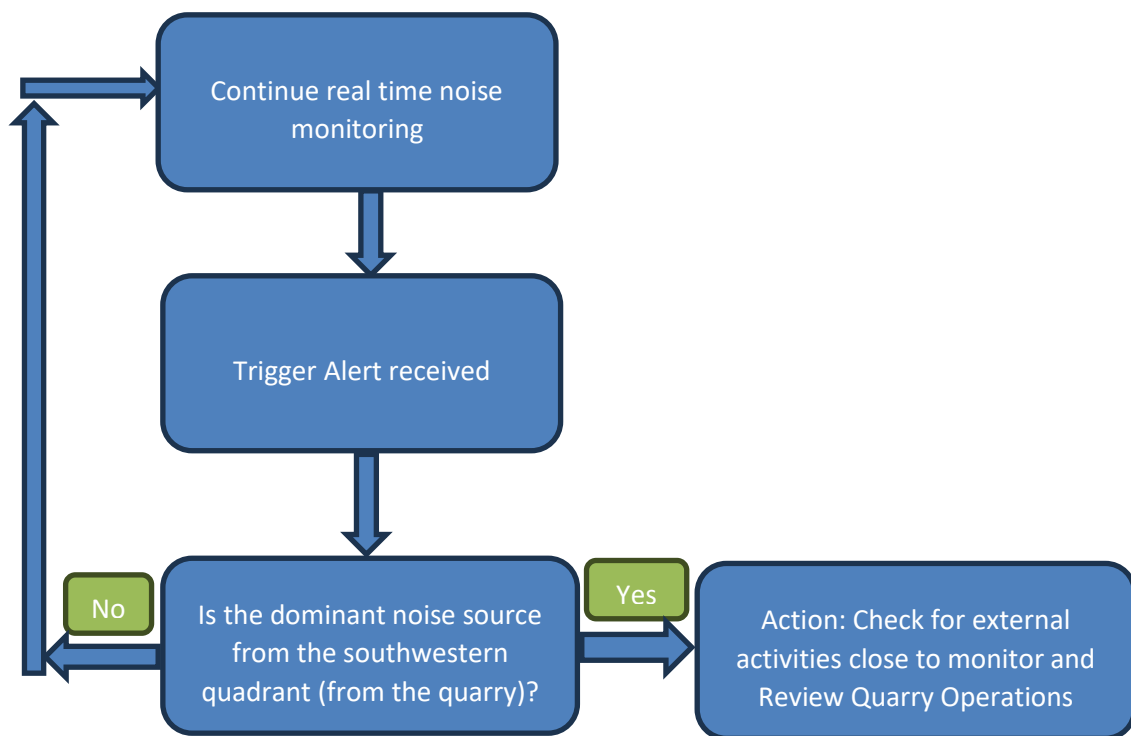 Continue real time noise
monitoring
Trigger Alert received
No
Is the dominant noise source
from the southwestern
quadrant (from the quarry)?
Yes
Action: Check for external
activities close to monitor and
Review Quarry Operations